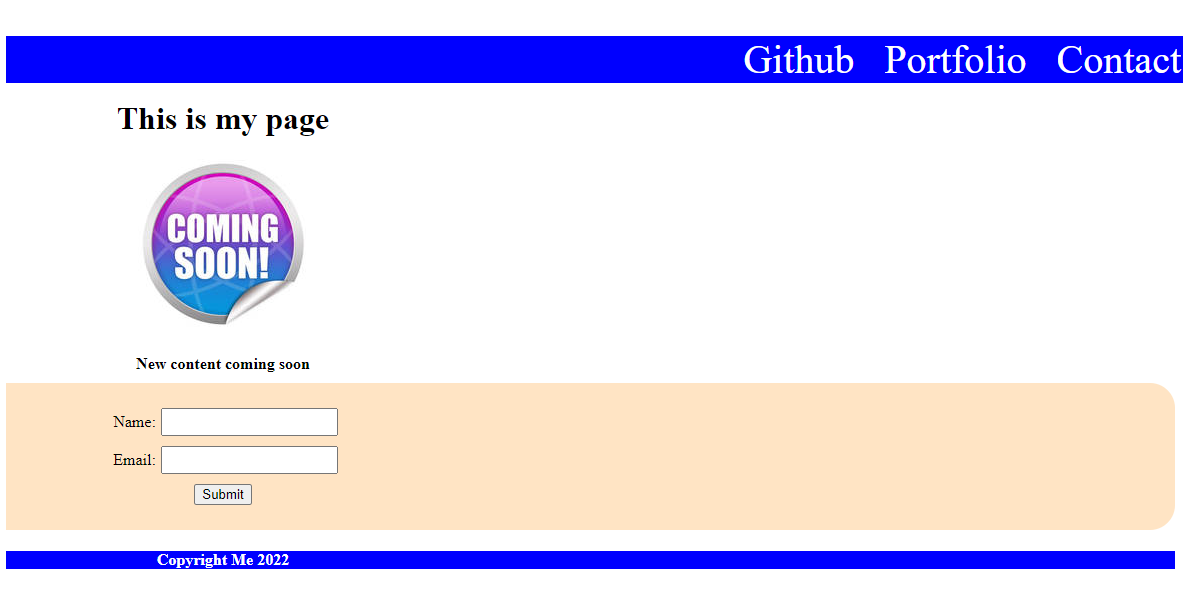 Github Portfolio Contact
This is my page
COMING
SOON!
New content coming soon
Name:
Email:
Submit
Copyright Me 2022